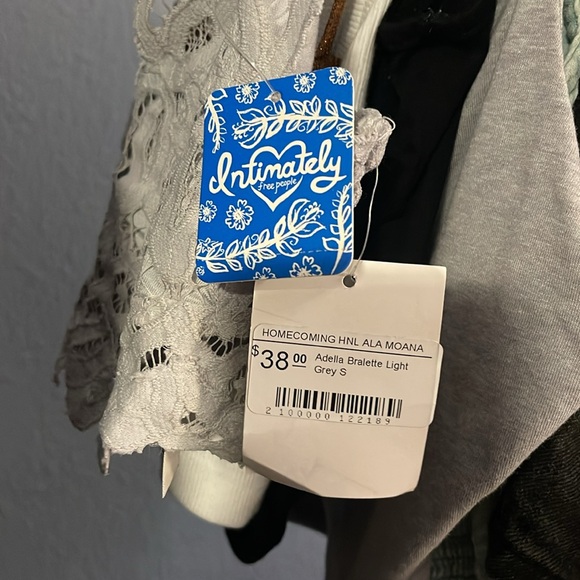 Intimately
free people
HOMECOMING HNL ALA MOANA
$38.00 Adella Bralette Light
Grey S
2 100000 122189